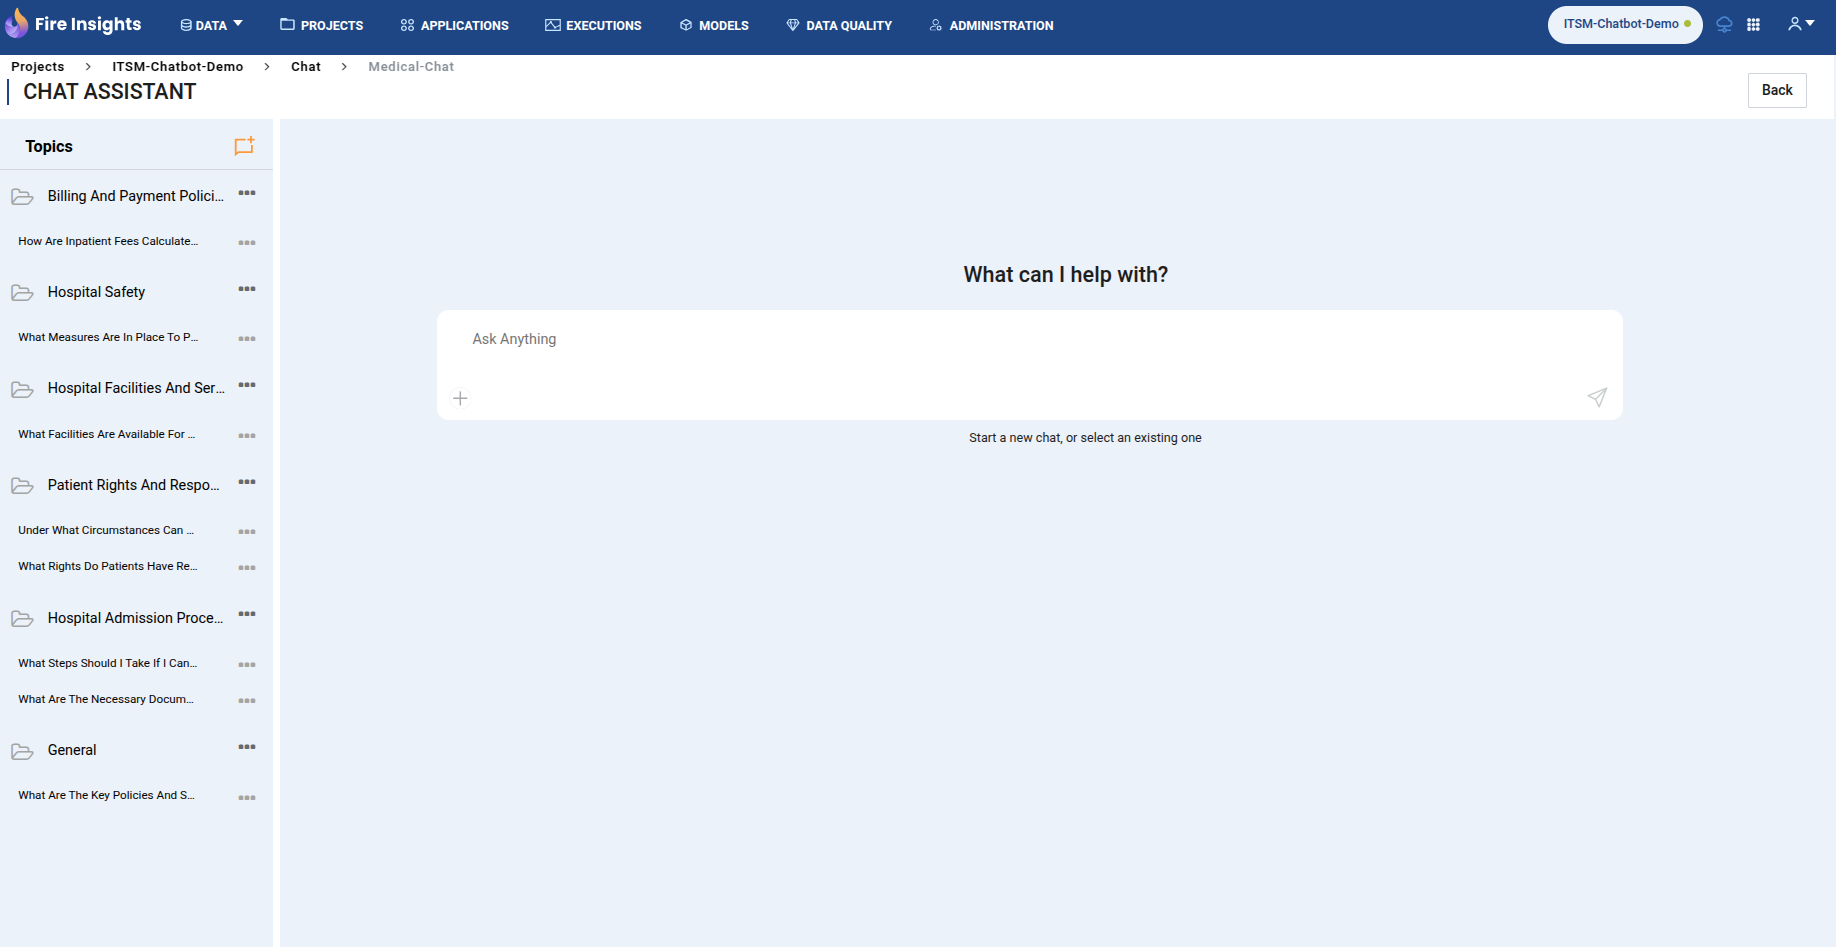 Fire Insights
DATA
PROJECTS
APPLICATIONS
EXECUTIONS
MODELS
DATA QUALITY
ADMINISTRATION
ITSM-Chatbot-Demo
Projects > ITSM-Chatbot-Demo > Chat > Medical-Chat
CHAT ASSISTANT
Back
Topics
Billing And Payment Polici...
How Are Inpatient Fees Calculate...
Hospital Safety
What Measures Are In Place To P...
Hospital Facilities And Ser...
What Facilities Are Available For ...
Patient Rights And Respo...
Under What Circumstances Can ...
What Rights Do Patients Have Re...
Hospital Admission Proce...
What Steps Should I Take If I Can...
What Are The Necessary Docum...
General
What Are The Key Policies And S...
What can I help with?
Ask Anything
Start a new chat, or select an existing one